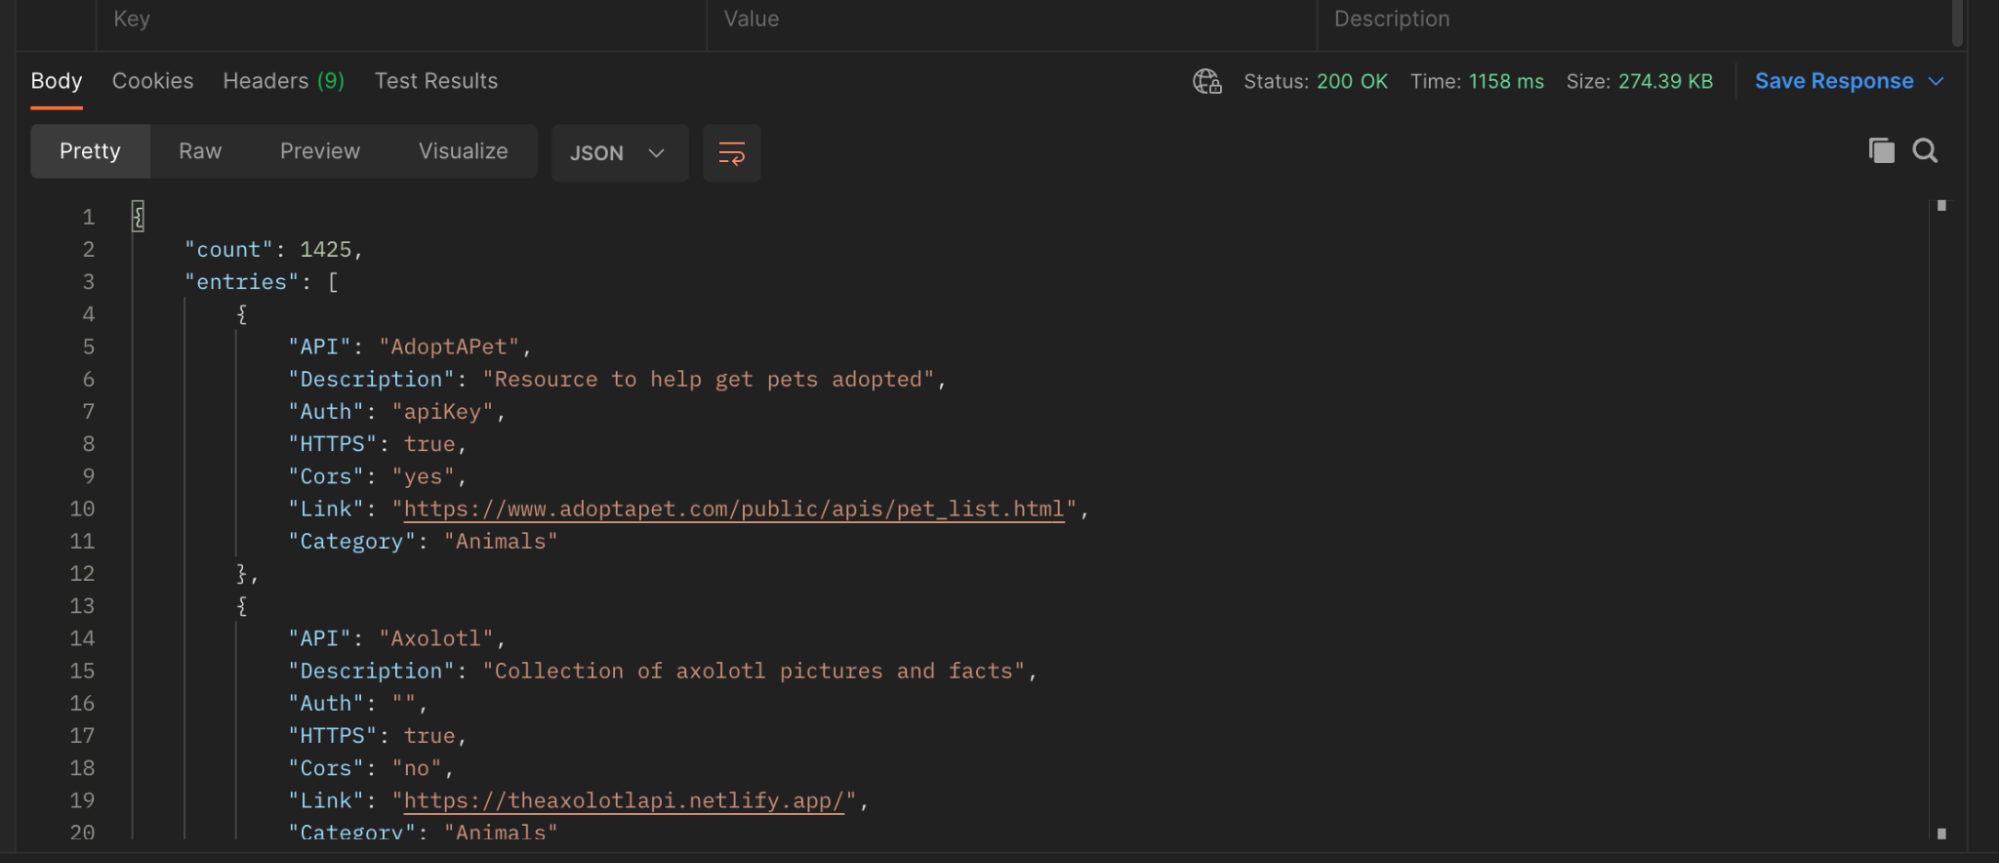 Key Value Description
Body Cookies Headers (9) Test Results Status: 200 OK Time: 1158 ms Size: 274.39 KB Save Response
Pretty Raw Preview Visualize JSON
1 {
2 "count": 1425,
3 "entries": [
4 {
5 "API": "AdoptAPet",
6 "Description": "Resource to help get pets adopted",
7 "Auth": "apiKey",
8 "HTTPS": true,
9 "Cors": "yes",
10 "Link": "https://www.adoptapet.com/public/apis/pet_list.html",
11 "Category": "Animals"
12 },
13 {
14 "API": "Axolotl",
15 "Description": "Collection of axolotl pictures and facts",
16 "Auth": "",
17 "HTTPS": true,
18 "Cors": "no",
19 "Link": "https://theaxolotlapi.netlify.app/",
20 "Category": "Animals"